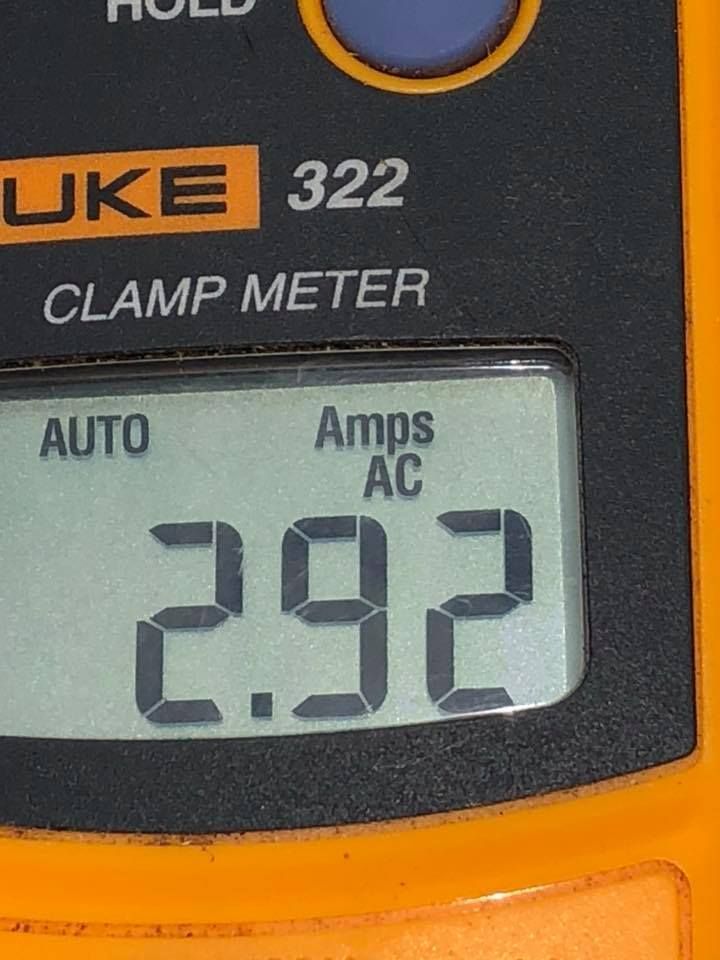 HOLD
UKE 322
CLAMP METER
AUTO Amps
AC
2.92